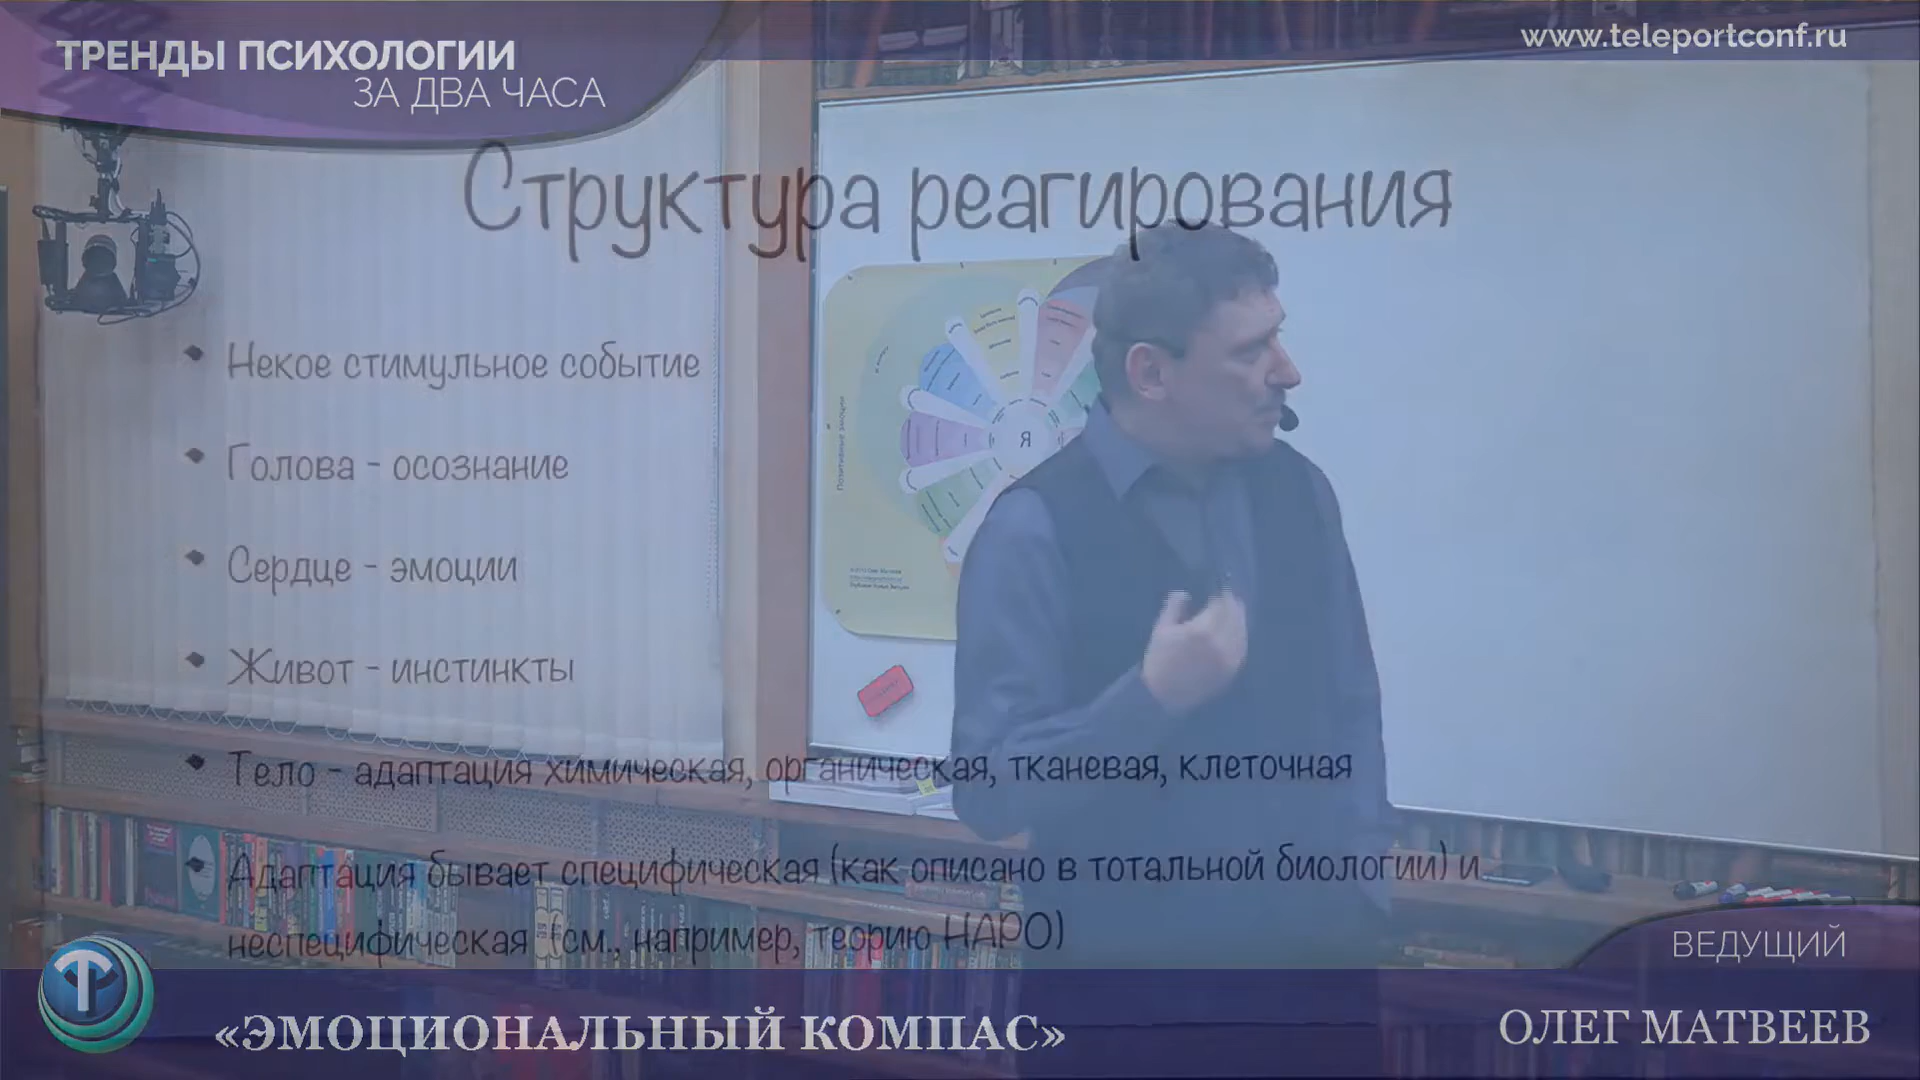 ТРЕНДЫ ПСИХОЛОГИИ
ЗА ДВА ЧАСА
www.teleportconf.ru
Структура реагирования
Некое стимульное событие
Голова - осознание
Сердце - эмоции
Живот - инстинкты
Тело - адаптация химическая, органическая, тканевая, клеточная
Адаптация бывает специфическая (как описано в тотальной биологии) и
неспецифическая (см., например, теорию НАРО)
Позитивные эмоции
Я
ВЕДУЩИЙ
«ЭМОЦИОНАЛЬНЫЙ КОМПАС»
ОЛЕГ МАТВЕЕВ